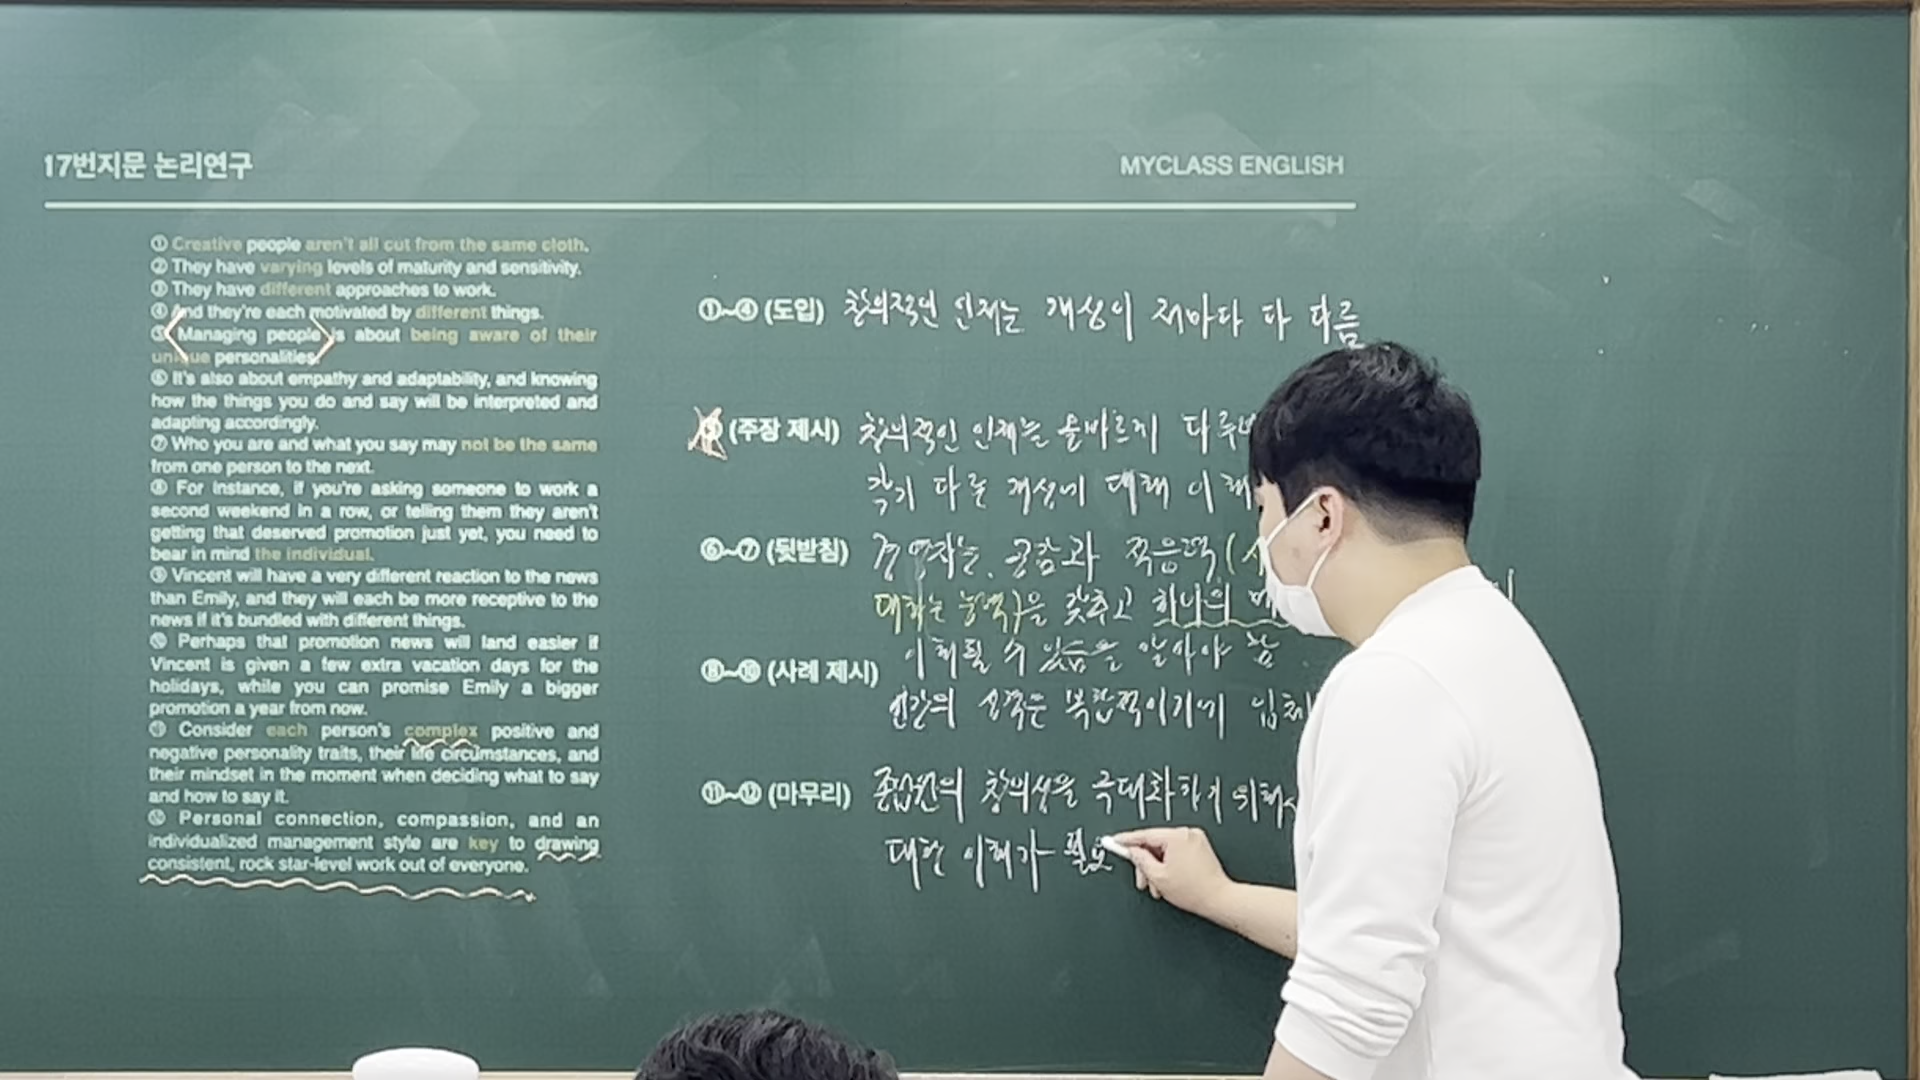 17번지문 논리연구
MYCLASS ENGLISH
① Creative people aren't all cut from the same cloth.
② They have varying levels of maturity and sensitivity.
③ They have different approaches to work.
④ And they're each motivated by different things.
⑤ Managing people is about being aware of their
unique personalities.
⑥ It's also about empathy and adaptability, and knowing
how the things you do and say will be interpreted and
adapting accordingly.
⑦ Who you are and what you say may not be the same
from one person to the next.
⑧ For instance, if you're asking someone to work a
second weekend in a row, or telling them they aren't
getting that deserved promotion just yet, you need to
bear in mind the individual.
⑨ Vincent will have a very different reaction to the news
than Emily, and they will each be more receptive to the
news if it's bundled with different things.
⑩ Perhaps that promotion news will land easier if
Vincent is given a few extra vacation days for the
holidays, while you can promise Emily a bigger
promotion a year from now.
⑪ Consider each person's complex positive and
negative personality traits, their life circumstances, and
their mindset in the moment when deciding what to say
and how to say it.
⑫ Personal connection, compassion, and an
individualized management style are key to drawing
consistent, rock star-level work out of everyone.
①~④ (도입) 창의적인 인재는 개성이 저마다 다 다름
(주장 제시) 창의적인 인재는 올바르게
각기 다른 개성에 대해
⑥~⑦ (뒷받침) 경영자는 공감과 적응력(
대하는 능력)을 갖추고 하나의
이해될 수 있음을 알아야 함
⑧~⑩ (사례 제시)
인간의 성격은 복합적이기에
⑪~⑫ (마무리) 종업원의 창의성을 극대화하기
대한 이해가 필요